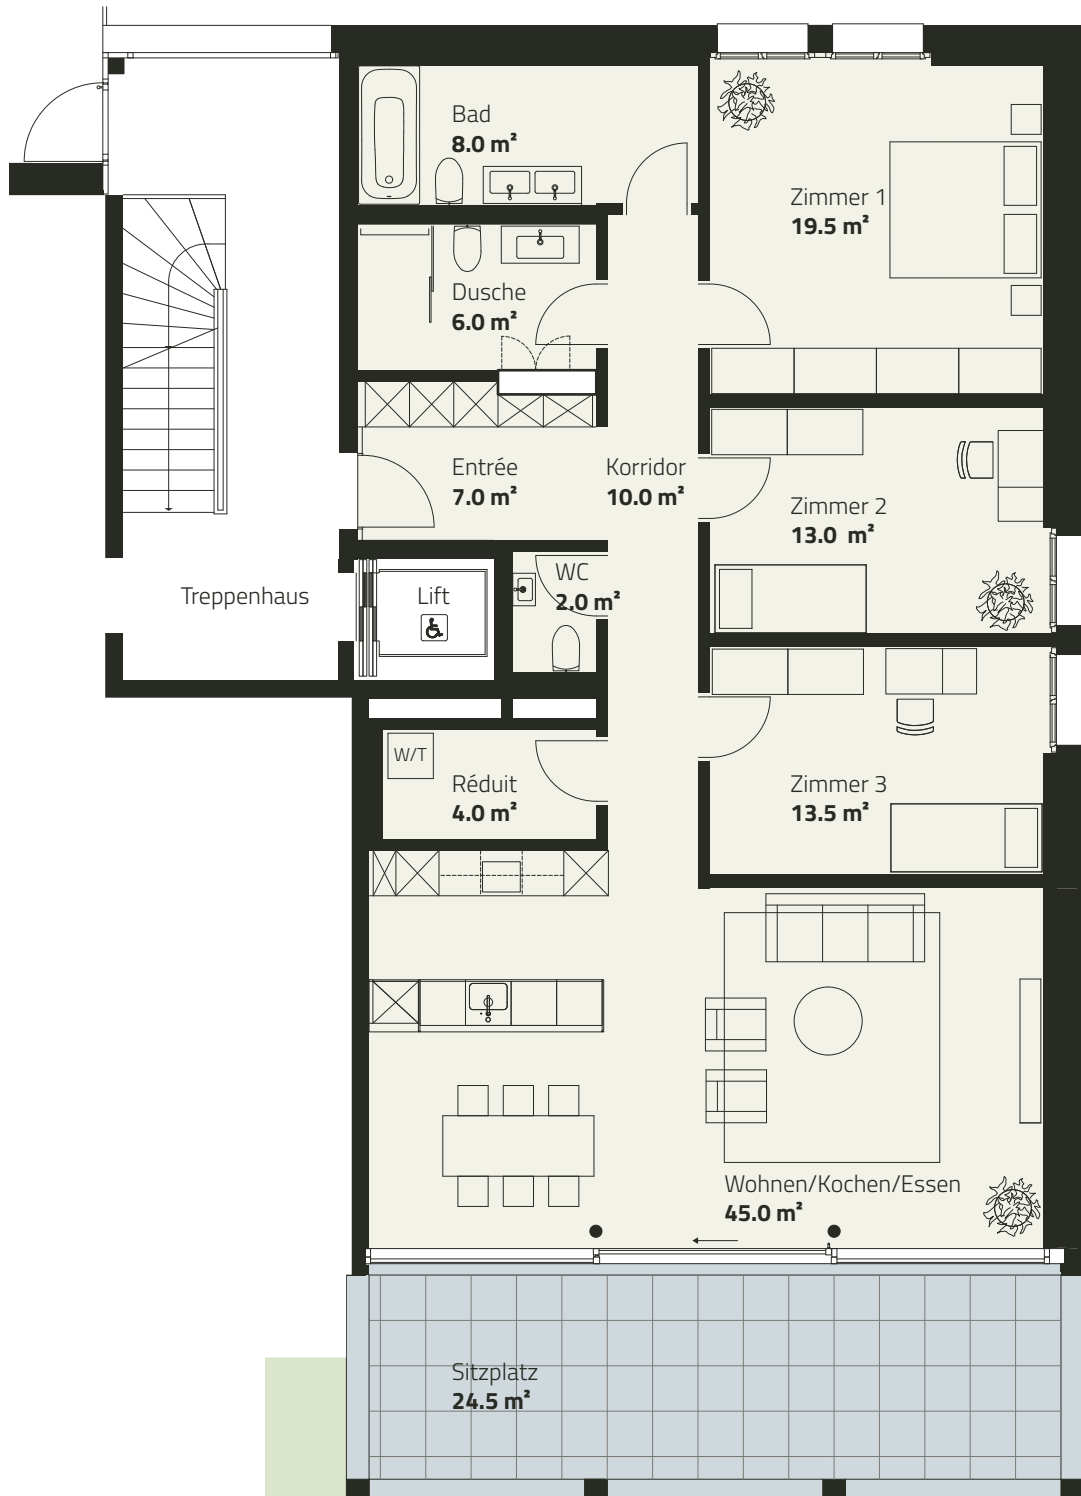 Bad
8.0 m²
Zimmer 1
19.5 m²
Dusche
6.0 m²
Entrée
7.0 m²
Korridor
10.0 m²
Zimmer 2
13.0 m²
Treppenhaus
Lift
WC
2.0 m²
W/T
Réduit
4.0 m²
Zimmer 3
13.5 m²
Wohnen/Kochen/Essen
45.0 m²
Sitzplatz
24.5 m²